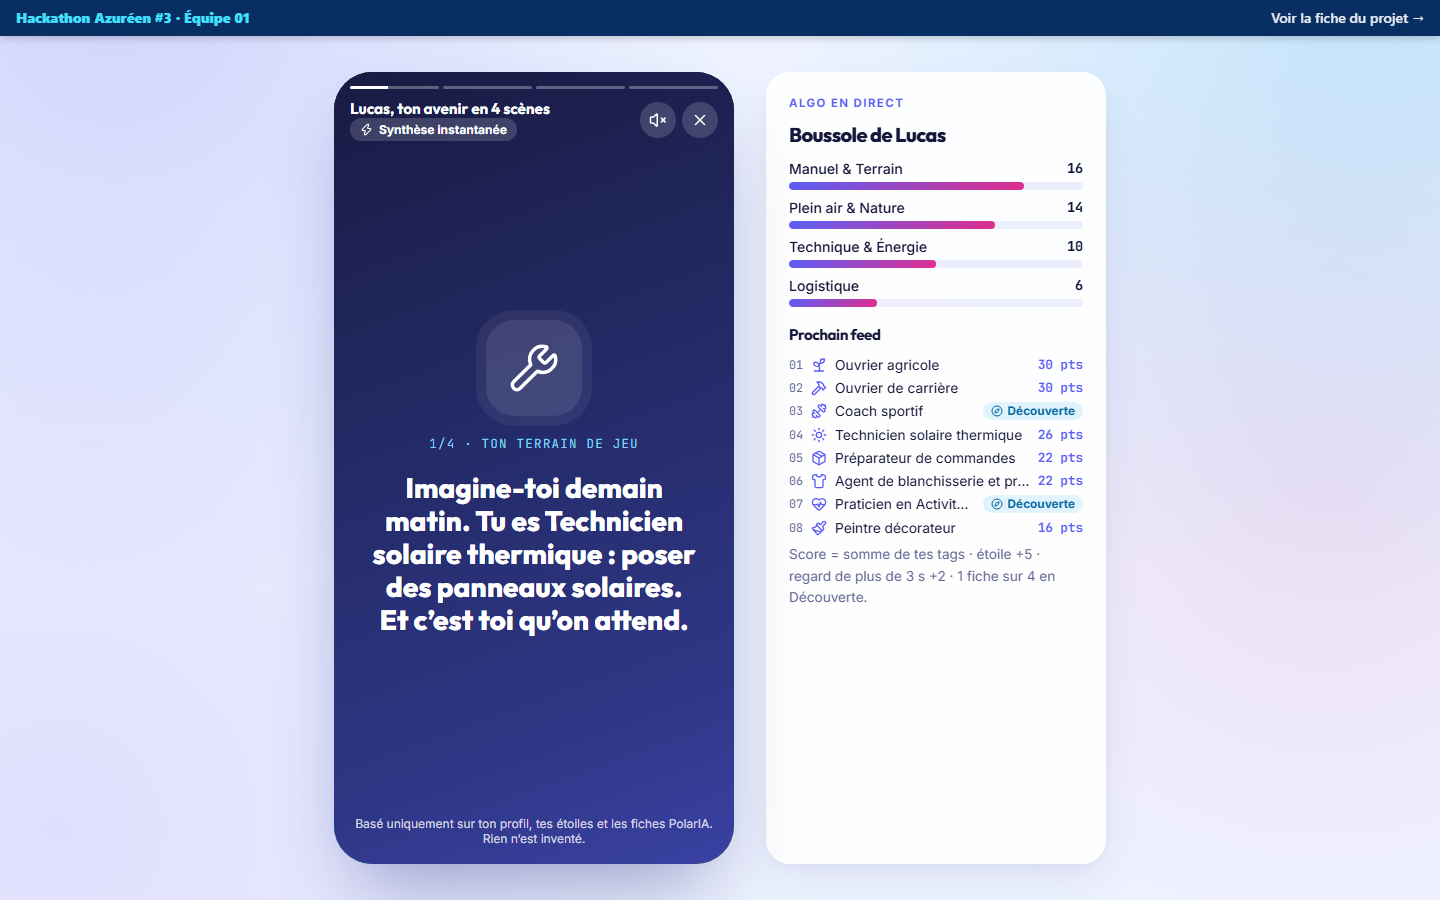 Hackathon Azuréen #3 · Équipe 01
Voir la fiche du projet →
Lucas, ton avenir en 4 scènes
Synthèse instantanée
1/4 · TON TERRAIN DE JEU
Imagine-toi demain
matin. Tu es Technicien
solaire thermique : poser
des panneaux solaires.
Et c’est toi qu’on attend.
Basé uniquement sur ton profil, tes étoiles et les fiches PolarIA.
Rien n’est inventé.
ALGO EN DIRECT
Boussole de Lucas
Manuel & Terrain 16
Plein air & Nature 14
Technique & Énergie 10
Logistique 6
Prochain feed
01 Ouvrier agricole 30 pts
02 Ouvrier de carrière 30 pts
03 Coach sportif Découverte
04 Technicien solaire thermique 26 pts
05 Préparateur de commandes 22 pts
06 Agent de blanchisserie et pr... 22 pts
07 Praticien en Activit... Découverte
08 Peintre décorateur 16 pts
Score = somme de tes tags · étoile +5 ·
regard de plus de 3 s +2 · 1 fiche sur 4 en
Découverte.